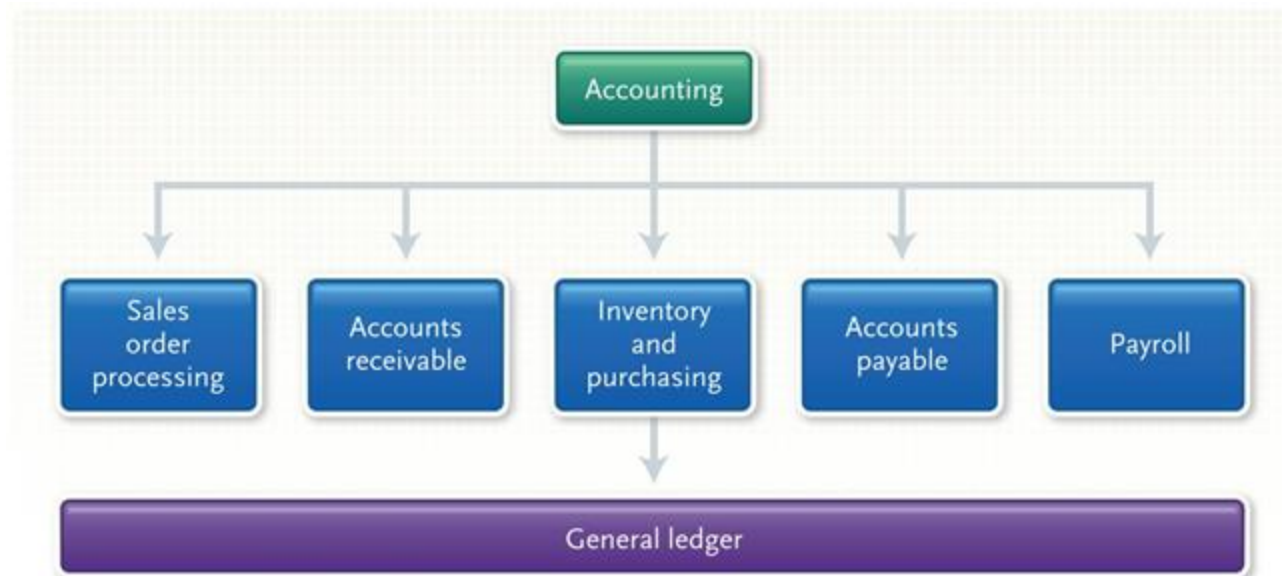 Accounting
Sales
order
processing
Accounts
receivable
Inventory
and
purchasing
Accounts
payable
Payroll
General ledger